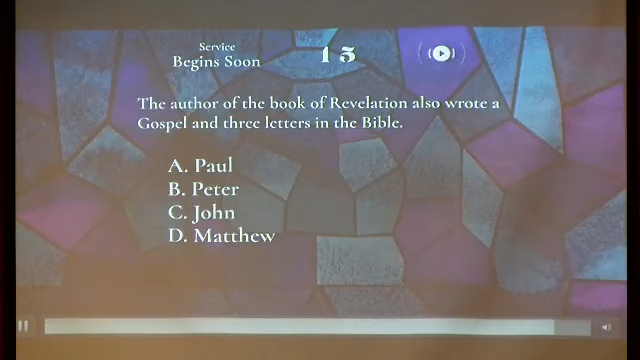 Service
Begins Soon
13
The author of the book of Revelation also wrote a
Gospel and three letters in the Bible.
A. Paul
B. Peter
C. John
D. Matthew